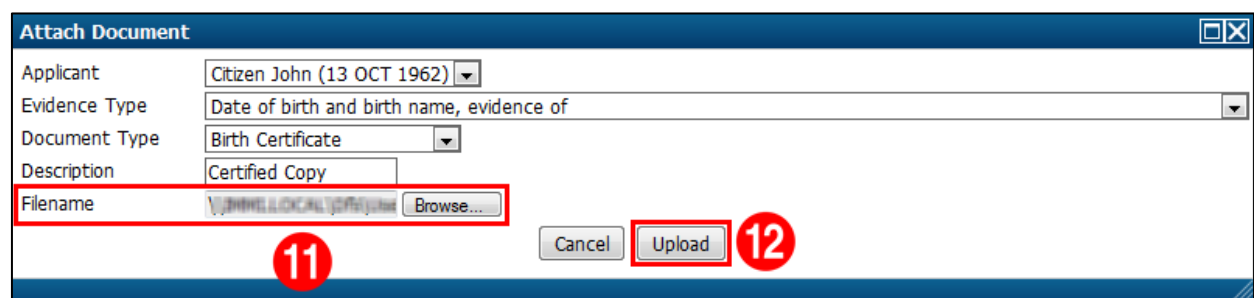 Attach Document
Applicant Citizen John (13 OCT 1962)
Evidence Type Date of birth and birth name, evidence of
Document Type Birth Certificate
Description Certified Copy
Filename Browse...
Cancel Upload 12
11